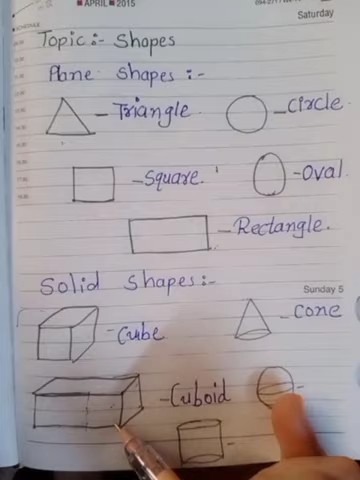 ■ APRIL ■ 2015
Saturday
■ SCHEDULE
Topic:- Shapes
Plane Shapes :-
- Triangle - Circle
- Square. - Oval.
- Rectangle.
Solid Shapes:-
Sunday 5
- Cube - Cone
- Cuboid -
-